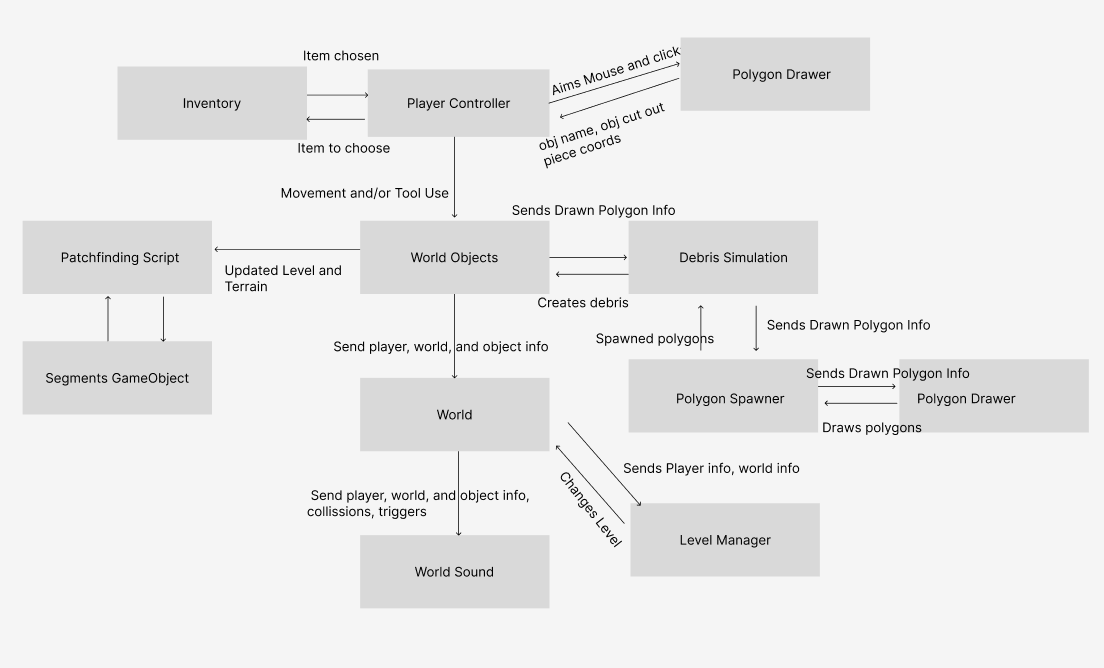 Item chosen
Aims Mouse and click
Polygon Drawer
Inventory
Player Controller
obj name, obj cut out
piece coords
Item to choose
Movement and/or Tool Use
Sends Drawn Polygon Info
Patchfinding Script
World Objects
Debris Simulation
Updated Level and
Terrain
Creates debris
Sends Drawn Polygon Info
Spawned polygons
Send player, world, and object info
Segments GameObject
Sends Drawn Polygon Info
Polygon Spawner
Polygon Drawer
World
Draws polygons
Sends Player info, world info
Changes Level
Send player, world, and object info,
collissions, triggers
Level Manager
World Sound